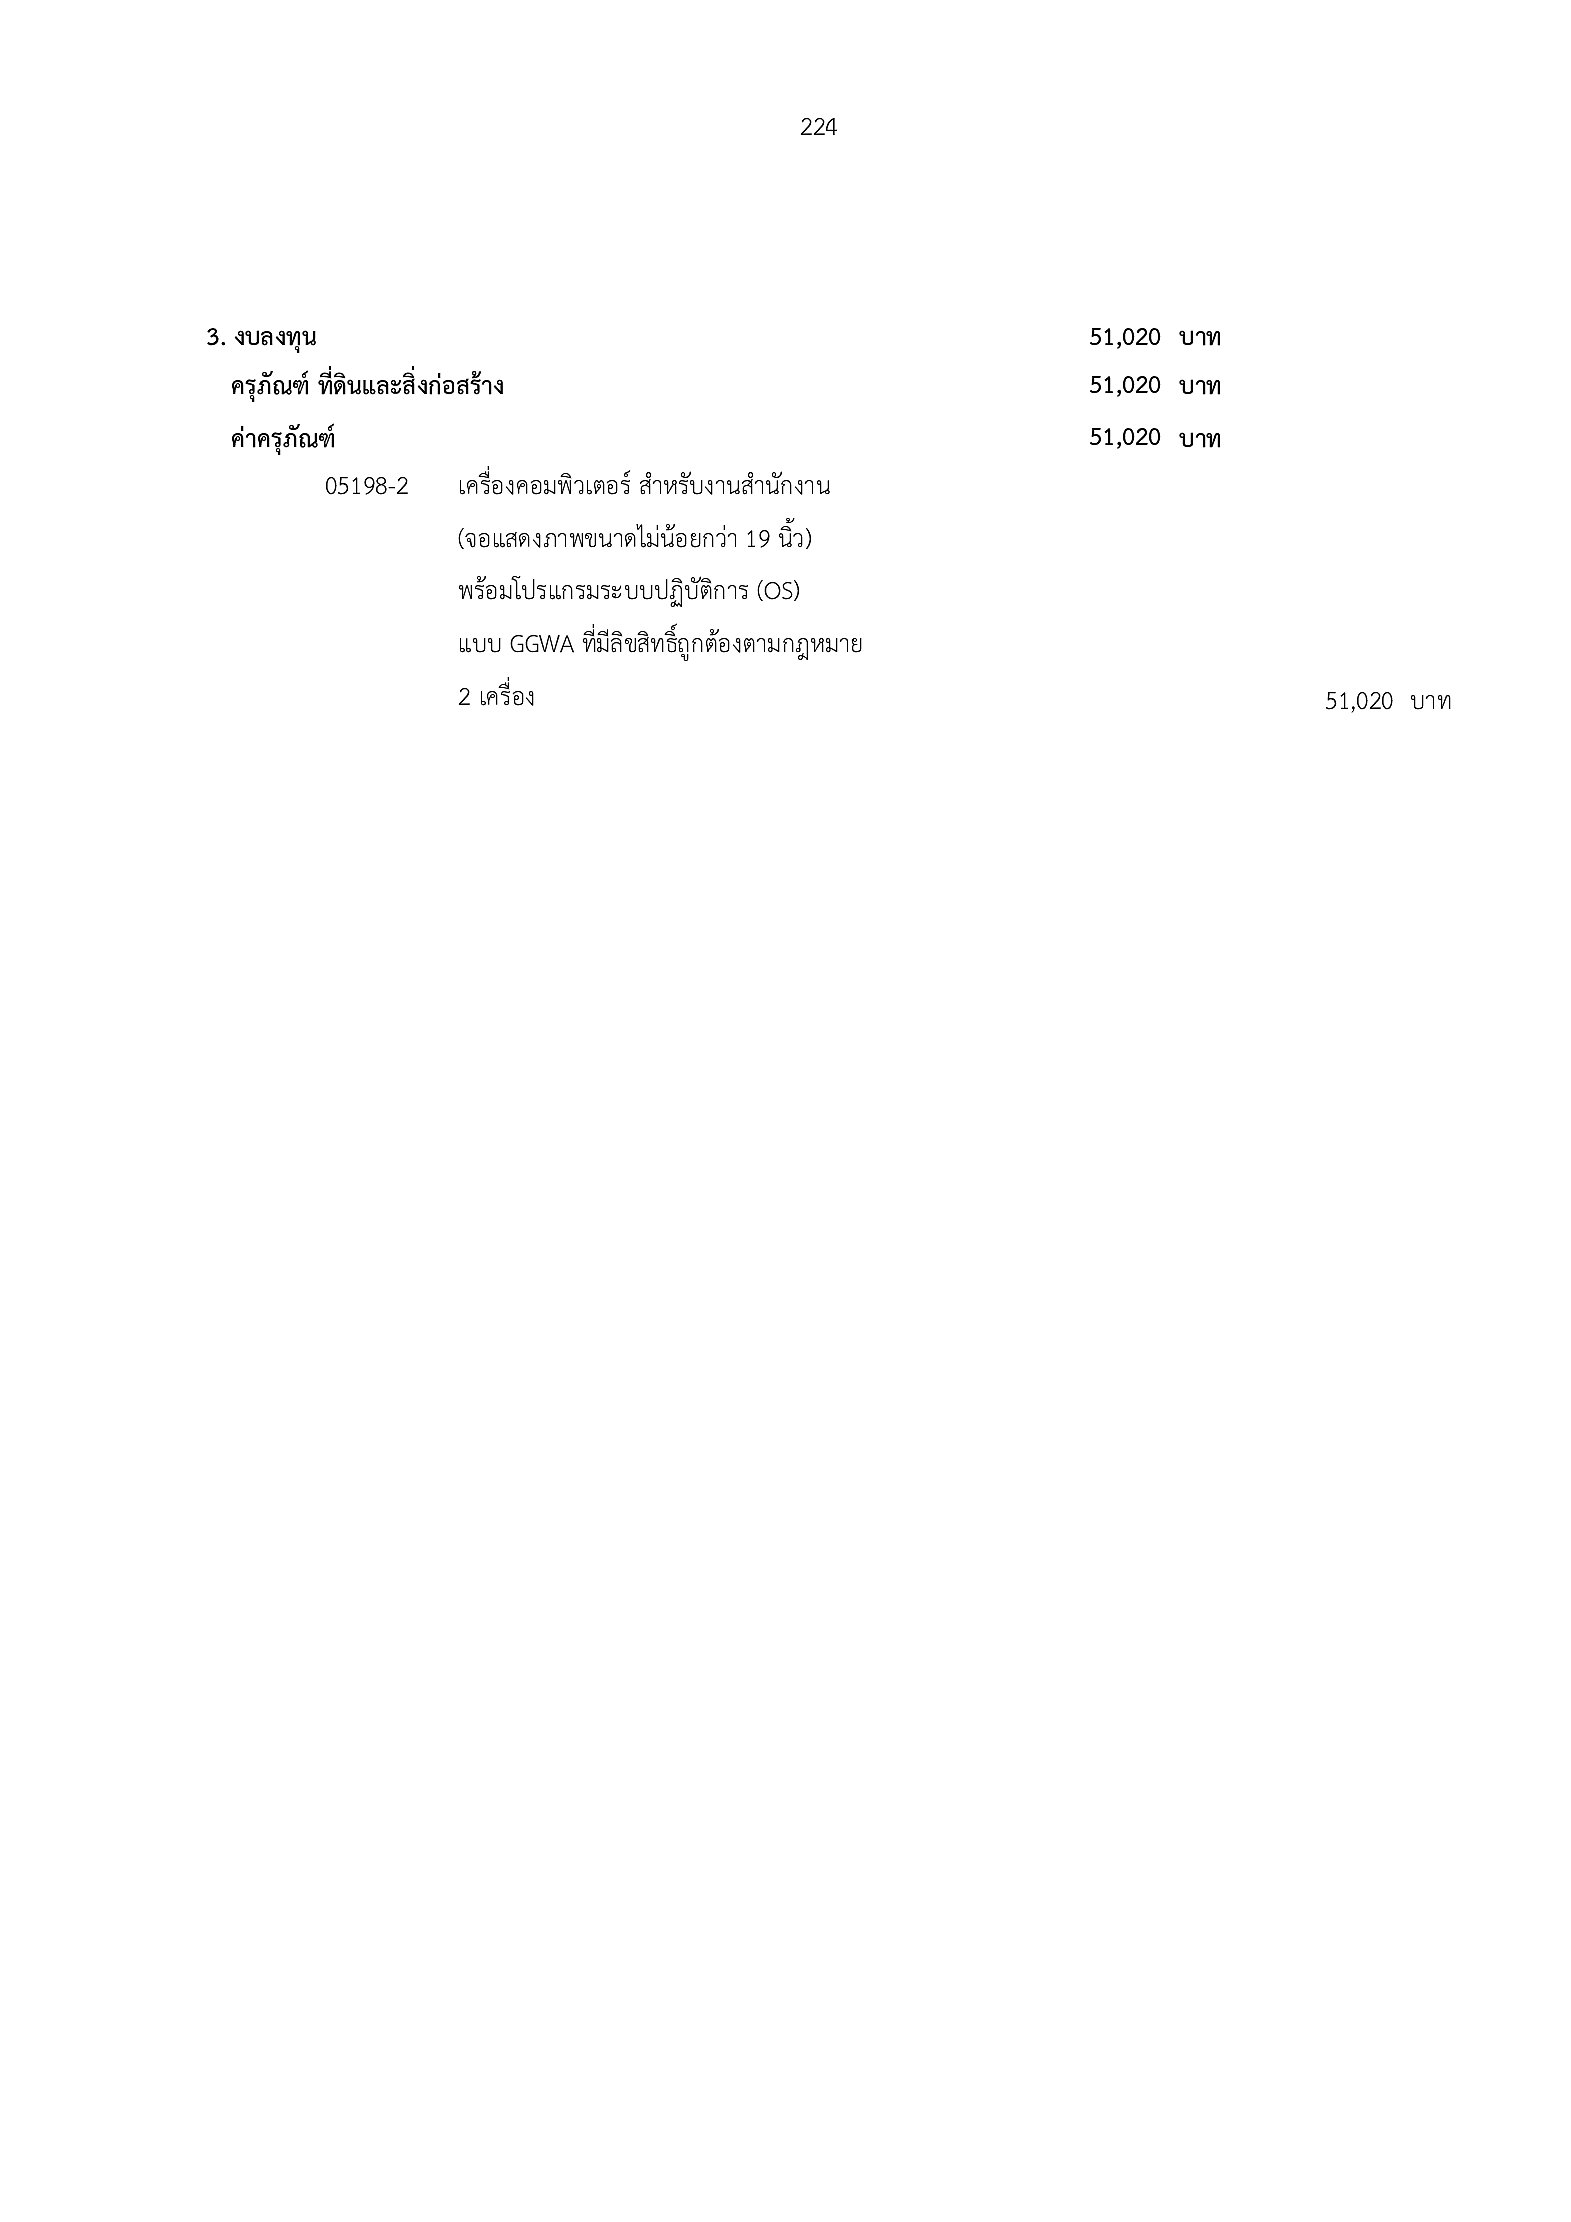 224
3. งบลงทุน 51,020 บาท
ครุภัณฑ์ ที่ดินและสิ่งก่อสร้าง 51,020 บาท
ค่าครุภัณฑ์ 51,020 บาท
05198-2 เครื่องคอมพิวเตอร์ สำหรับงานสำนักงาน
(จอแสดงภาพขนาดไม่น้อยกว่า 19 นิ้ว)
พร้อมโปรแกรมระบบปฏิบัติการ (OS)
แบบ GGWA ที่มีลิขสิทธิ์ถูกต้องตามกฎหมาย
2 เครื่อง 51,020 บาท